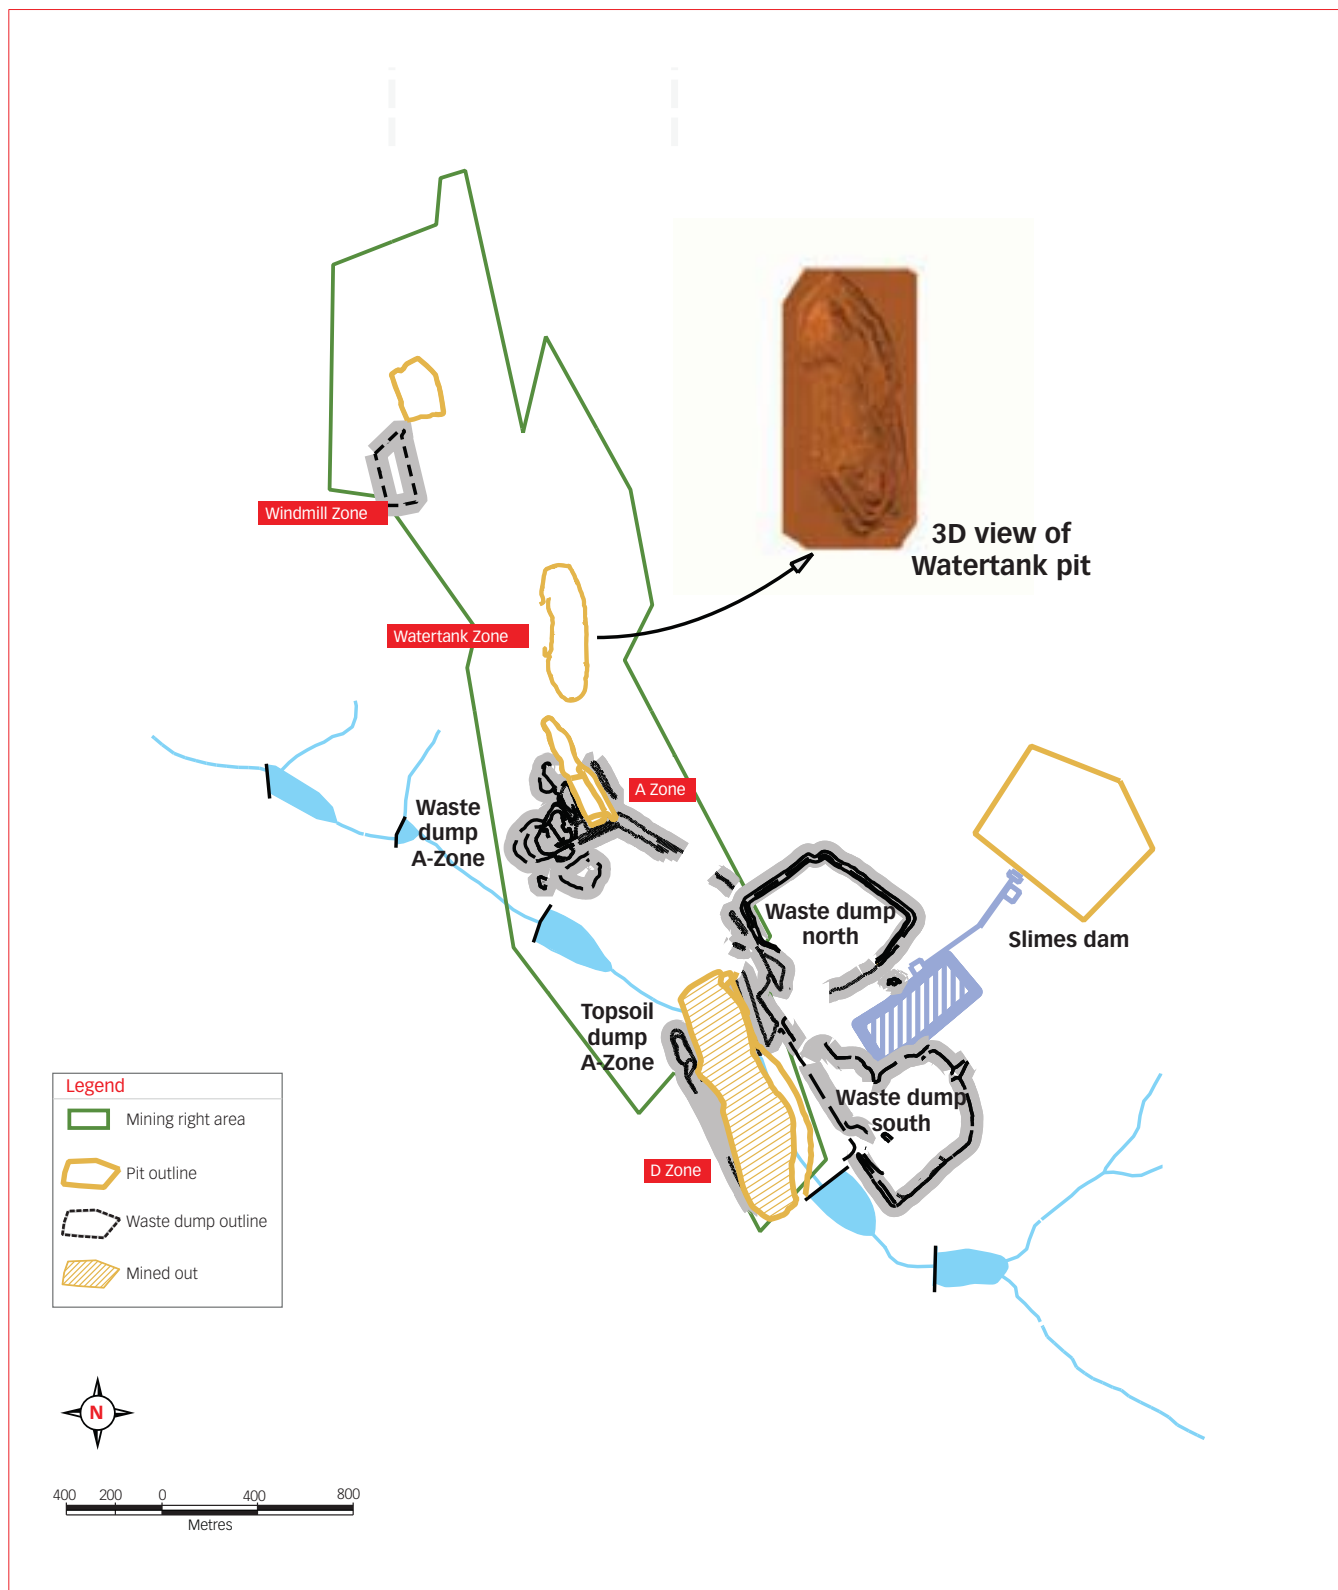 3D view of
Watertank pit
Windmill Zone
Watertank Zone
A Zone
Waste
dump
A-Zone
Waste dump
north
Slimes dam
Topsoil
dump
A-Zone
Waste dump
south
D Zone
Legend
Mining right area
Pit outline
Waste dump outline
Mined out
N
400 200 0 400 800
Metres